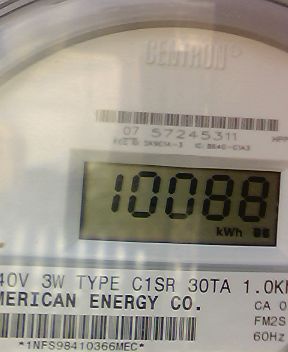 CENTRON®
07 57245311
10088
kWh
40V 3W TYPE C1SR 30TA 1.0K
MERICAN ENERGY CO.
CA 0
FM2S
60Hz
*1NFS98410366MEC*